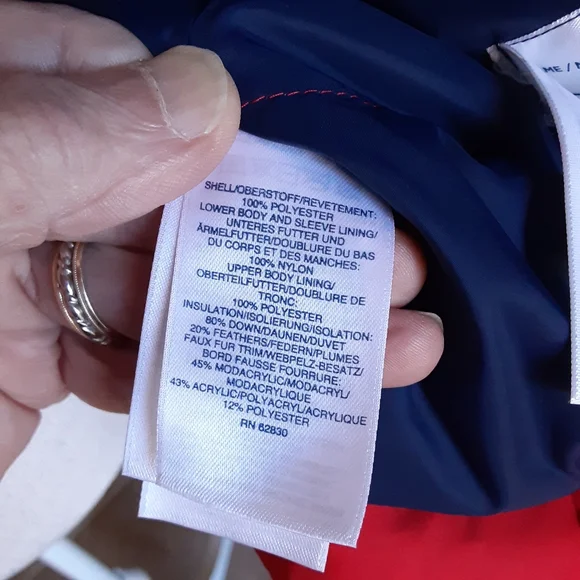 SHELL/OBERSTOFF/REVETEMENT:
100% POLYESTER
LOWER BODY AND SLEEVE LINING/
UNTERES FUTTER UND
ÄRMELFUTTER/DOUBLURE DU BAS
DU CORPS ET DES MANCHES:
100% NYLON
UPPER BODY LINING/
OBERTEILFUTTER/DOUBLURE DE
TRONC:
100% POLYESTER
INSULATION/ISOLIERUNG/ISOLATION:
80% DOWN/DAUNEN/DUVET
20% FEATHERS/FEDERN/PLUMES
FAUX FUR TRIM/WEBPELZ-BESATZ/
BORD FAUSSE FOURRURE:
45% MODACRYLIC/MODACRYL/
MODACRYLIQUE
43% ACRYLIC/POLYACRYL/ACRYLIQUE
12% POLYESTER
RN 62830
ME /